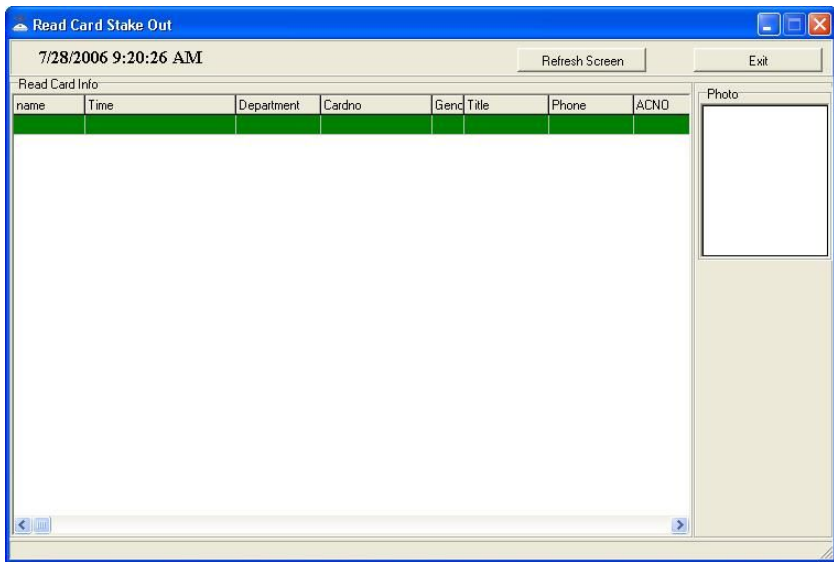 Read Card Stake Out
7/28/2006 9:20:26 AM
Refresh Screen
Exit
Read Card Info
name Time Department Cardno Genc Title Phone ACNO
Photo